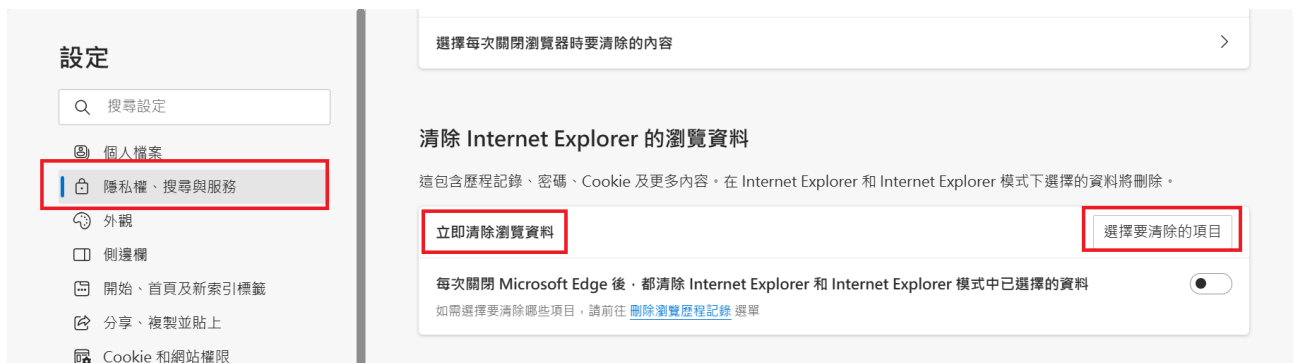 設定
搜尋設定
個人檔案
隱私權、搜尋與服務
外觀
側邊欄
開始、首頁及新索引標籤
分享、複製並貼上
Cookie 和網站權限
選擇每次關閉瀏覽器時要清除的內容
清除 Internet Explorer 的瀏覽資料
這包含歷程記錄、密碼、Cookie 及更多內容。在 Internet Explorer 和 Internet Explorer 模式下選擇的資料將刪除。
立即清除瀏覽資料
選擇要清除的項目
每次關閉 Microsoft Edge 後，都清除 Internet Explorer 和 Internet Explorer 模式中已選擇的資料
如需選擇要清除哪些項目，請前往 刪除瀏覽歷程記錄 選單